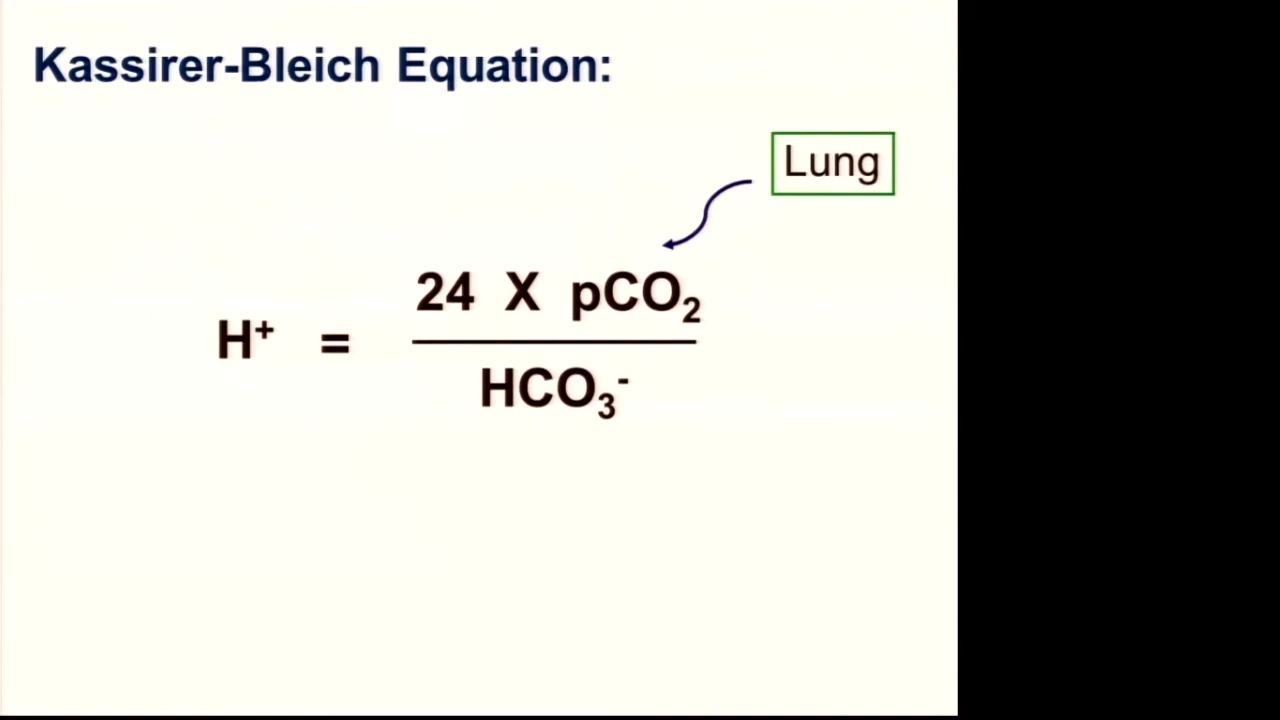 Kassirer-Bleich Equation:
Lung
24 X pCO₂
H⁺ =
HCO₃⁻